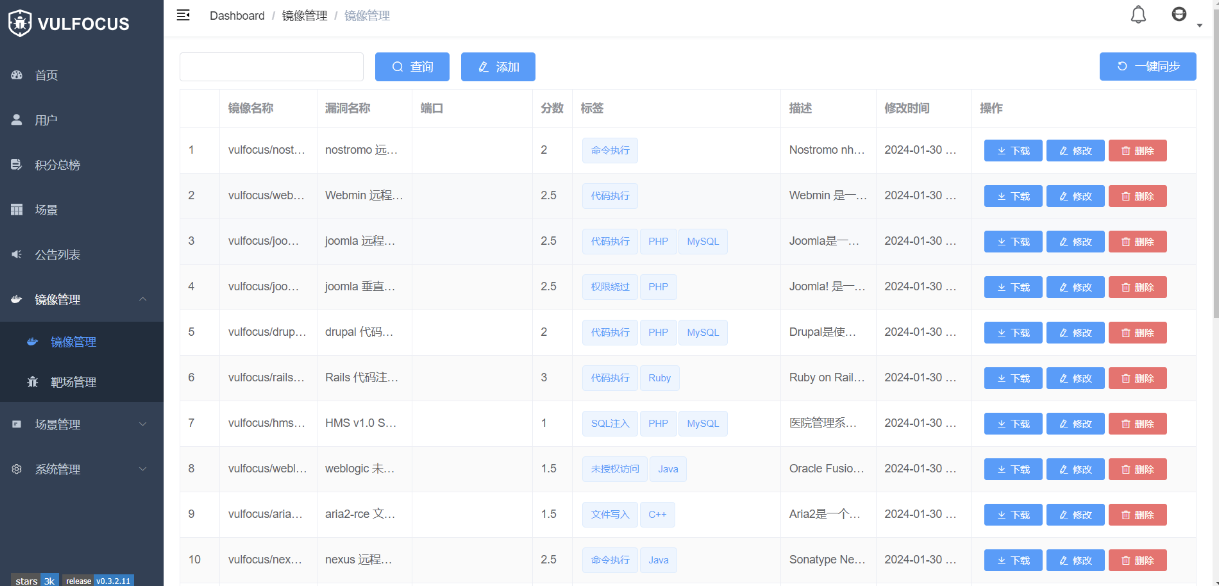 VULFOCUS
首页
用户
积分总榜
场景
公告列表
镜像管理
镜像管理
靶场管理
场景管理
系统管理
stars 3k release v0.3.2.11
Dashboard / 镜像管理 / 镜像管理
查询 添加 一键同步
镜像名称 漏洞名称 端口 分数 标签 描述 修改时间 操作
1 vulfocus/nost... nostromo 远... 2 命令执行 Nostromo nh... 2024-01-30 ... 下载 修改 删除
2 vulfocus/web... Webmin 远程... 2.5 代码执行 Webmin 是一... 2024-01-30 ... 下载 修改 删除
3 vulfocus/joo... joomla 远程... 2.5 代码执行 PHP MySQL Joomla是一... 2024-01-30 ... 下载 修改 删除
4 vulfocus/joo... joomla 垂直... 2.5 权限绕过 PHP Joomla! 是一... 2024-01-30 ... 下载 修改 删除
5 vulfocus/drup... drupal 代码... 2 代码执行 PHP MySQL Drupal是使... 2024-01-30 ... 下载 修改 删除
6 vulfocus/rails... Rails 代码注... 3 代码执行 Ruby Ruby on Rail... 2024-01-30 ... 下载 修改 删除
7 vulfocus/hms... HMS v1.0 S... 1 SQL注入 PHP MySQL 医院管理系... 2024-01-30 ... 下载 修改 删除
8 vulfocus/webl... weblogic 未... 1.5 未授权访问 Java Oracle Fusio... 2024-01-30 ... 下载 修改 删除
9 vulfocus/aria... aria2-rce 文... 1.5 文件写入 C++ Aria2是一个... 2024-01-30 ... 下载 修改 删除
10 vulfocus/nex... nexus 远程... 2.5 命令执行 Java Sonatype Ne... 2024-01-30 ... 下载 修改 删除